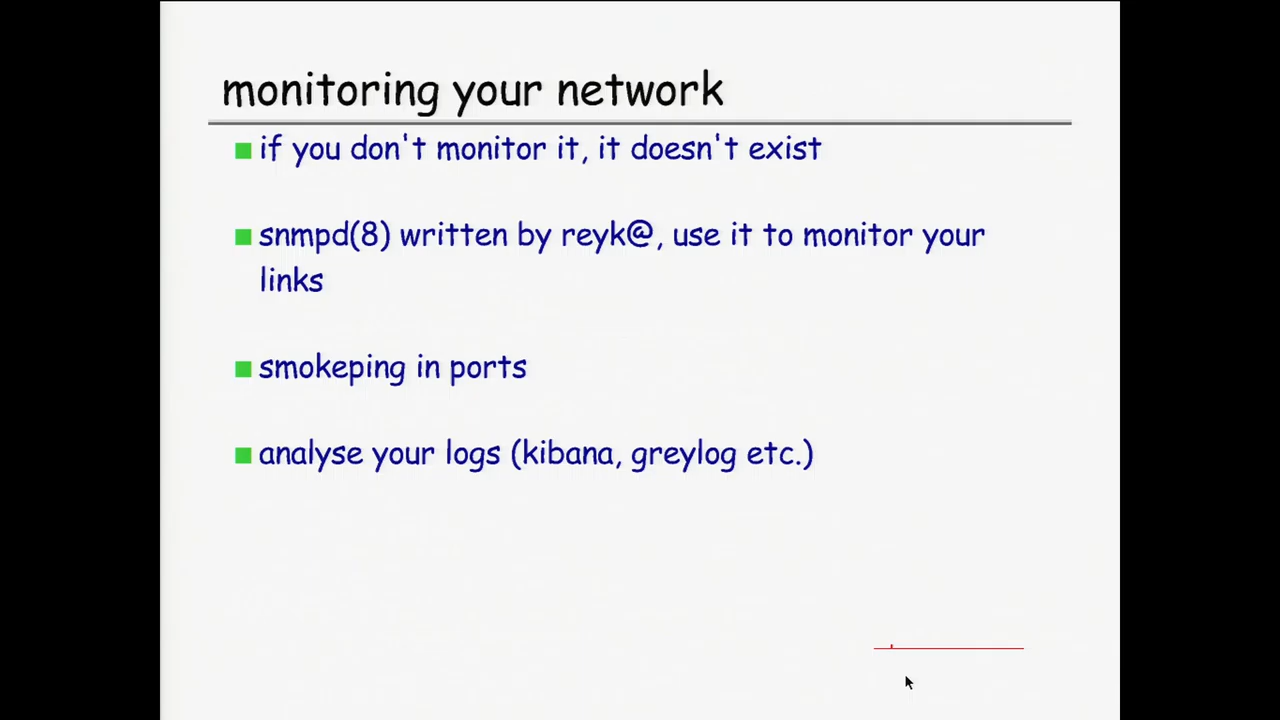 monitoring your network
if you don't monitor it, it doesn't exist
snmpd(8) written by reyk@, use it to monitor your
links
smokeping in ports
analyse your logs (kibana, greylog etc.)